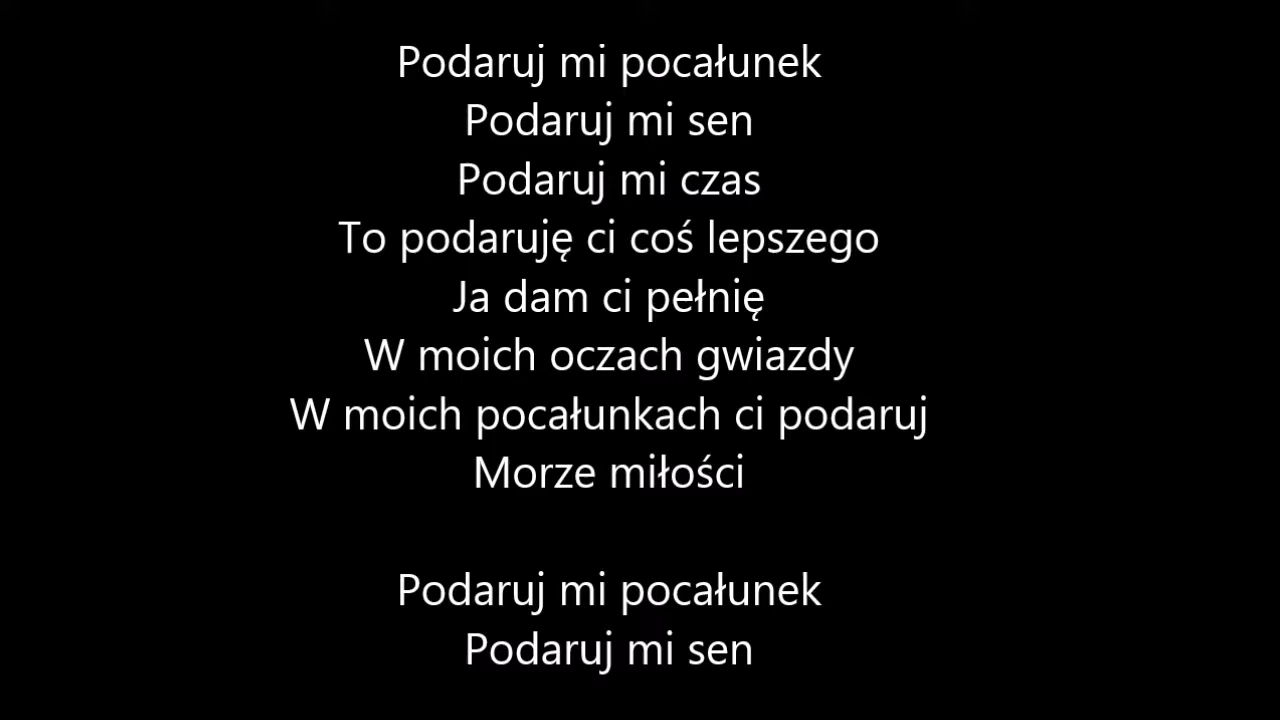 Podaruj mi pocałunek
Podaruj mi sen
Podaruj mi czas
To podaruję ci coś lepszego
Ja dam ci pełnię
W moich oczach gwiazdy
W moich pocałunkach ci podaruj
Morze miłości
Podaruj mi pocałunek
Podaruj mi sen